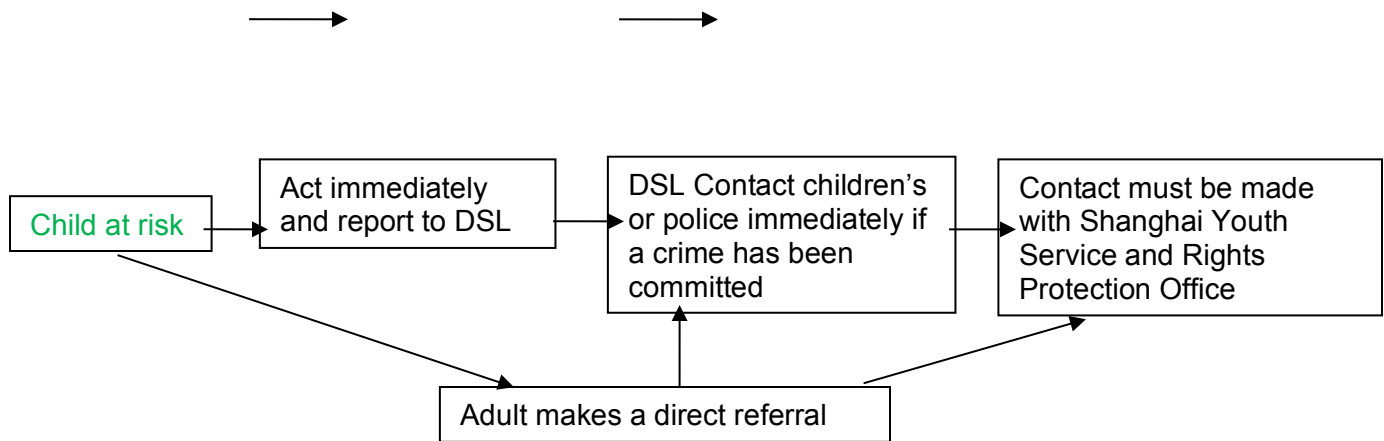 Child at risk
Act immediately
and report to DSL
DSL Contact children's
or police immediately if
a crime has been
committed
Contact must be made
with Shanghai Youth
Service and Rights
Protection Office
Adult makes a direct referral